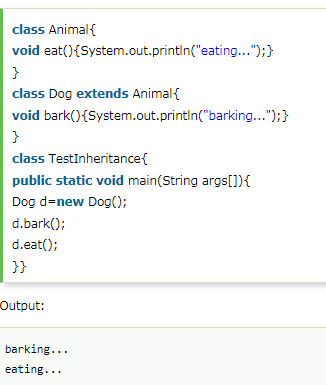 class Animal{
void eat(){System.out.println("eating...");}
}
class Dog extends Animal{
void bark(){System.out.println("barking...");}
}
class TestInheritance{
public static void main(String args[]){
Dog d=new Dog();
d.bark();
d.eat();
}}
Output:
barking...
eating...